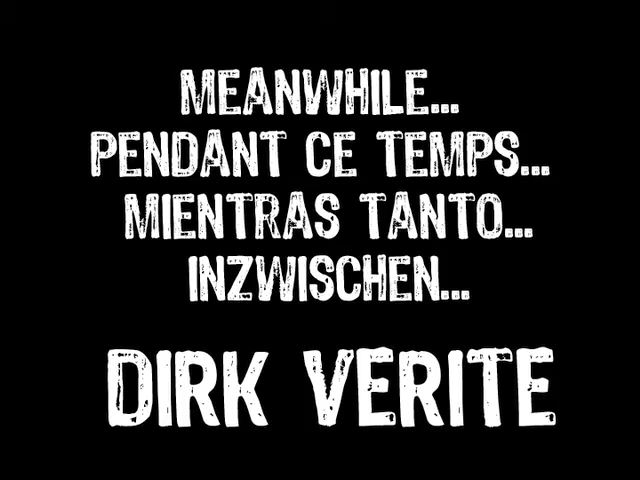 MEANWHILE...
PENDANT CE TEMPS...
MIENTRAS TANTO...
INZWISCHEN...
DIRK VERITE